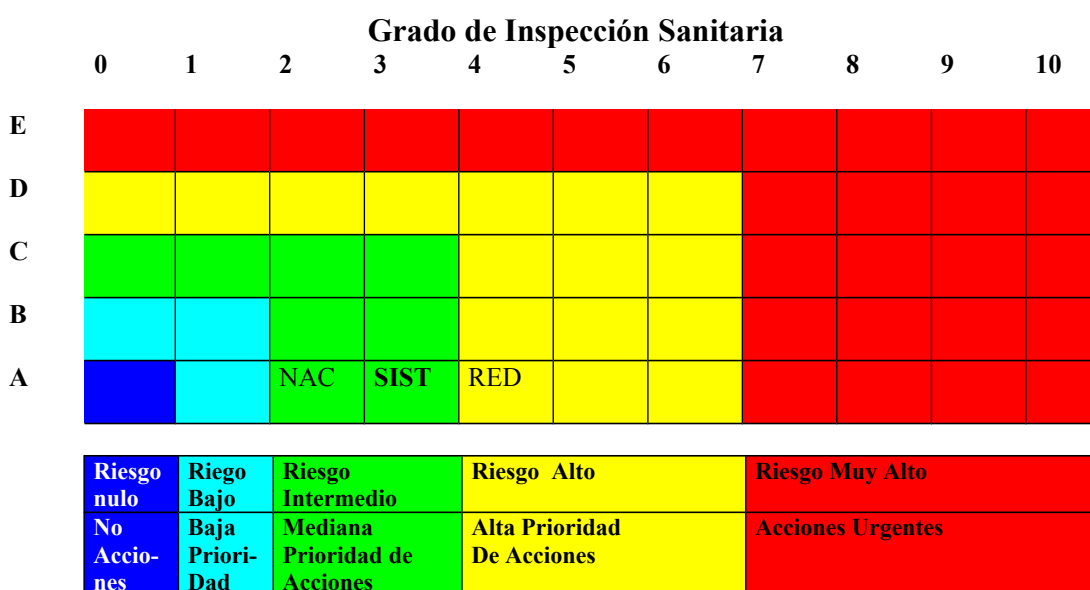 Grado de Inspección Sanitaria
0 1 2 3 4 5 6 7 8 9 10
E
D
C
B
A NAC SIST RED
Riesgo Riego Riesgo Riesgo Alto Riesgo Muy Alto
nulo Bajo Intermedio
No Baja Mediana Alta Prioridad Acciones Urgentes
Accio- Priori- Prioridad de De Acciones
nes Dad Acciones